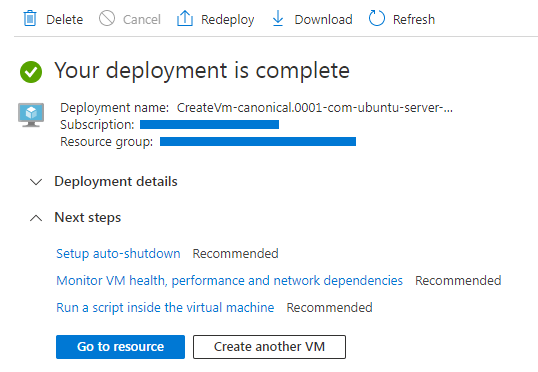 Delete Cancel Redeploy Download Refresh
Your deployment is complete
Deployment name: CreateVm-canonical.0001-com-ubuntu-server-...
Subscription:
Resource group:
Deployment details
Next steps
Setup auto-shutdown Recommended
Monitor VM health, performance and network dependencies Recommended
Run a script inside the virtual machine Recommended
Go to resource Create another VM